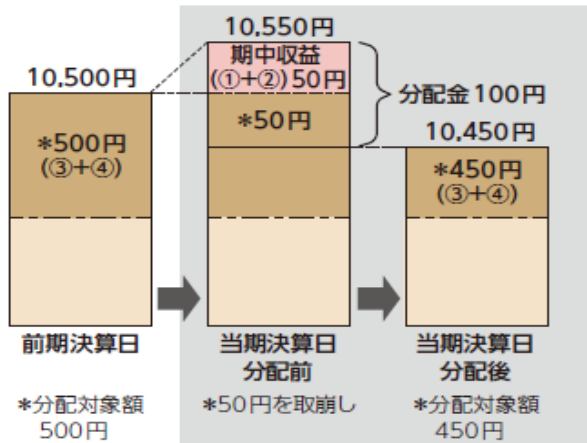 10,550円
期中収益
(①+②)50円
10,500円
分配金100円
*50円
10,450円
*500円
(③+④)
*450円
(③+④)
前期決算日
当期決算日
分配前
当期決算日
分配後
*分配対象額
500円
*50円を取崩し
*分配対象額
450円